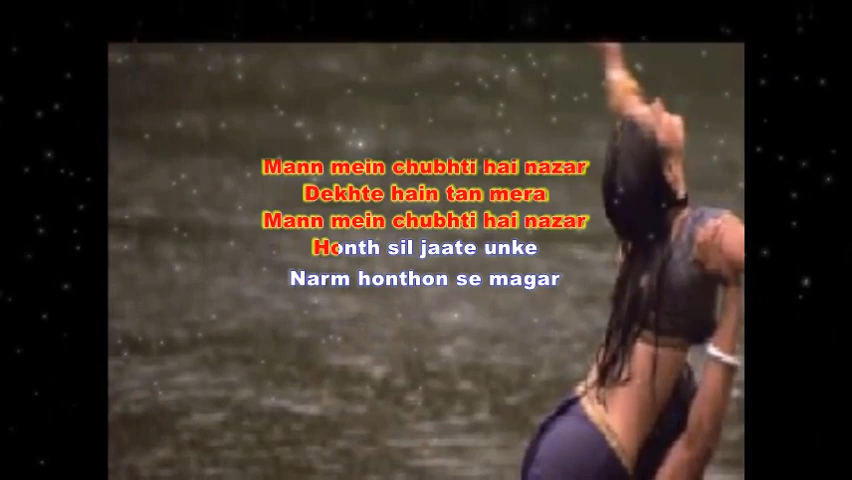 Mann mein chubhti hai nazar
Dekhte hain tan mera
Mann mein chubhti hai nazar
Honth sil jaate unke
Narm honthon se magar